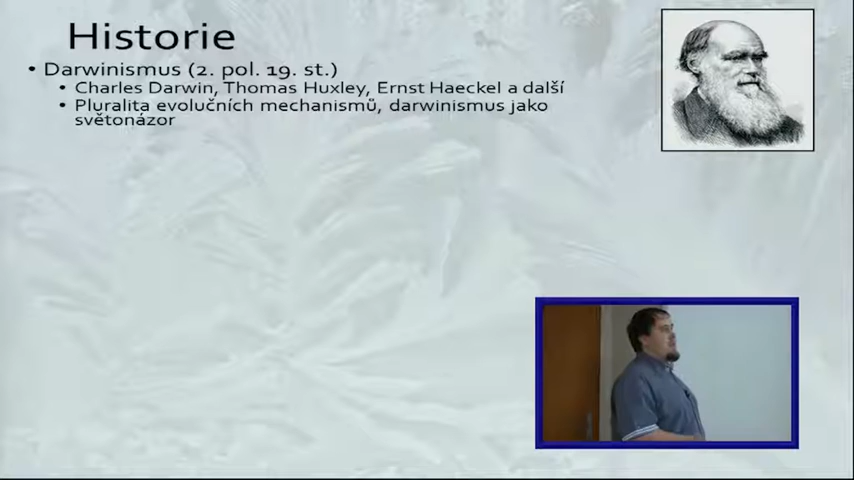 Historie
• Darwinismus (2. pol. 19. st.)
• Charles Darwin, Thomas Huxley, Ernst Haeckel a další
• Pluralita evolučních mechanismů, darwinismus jako
světonázor